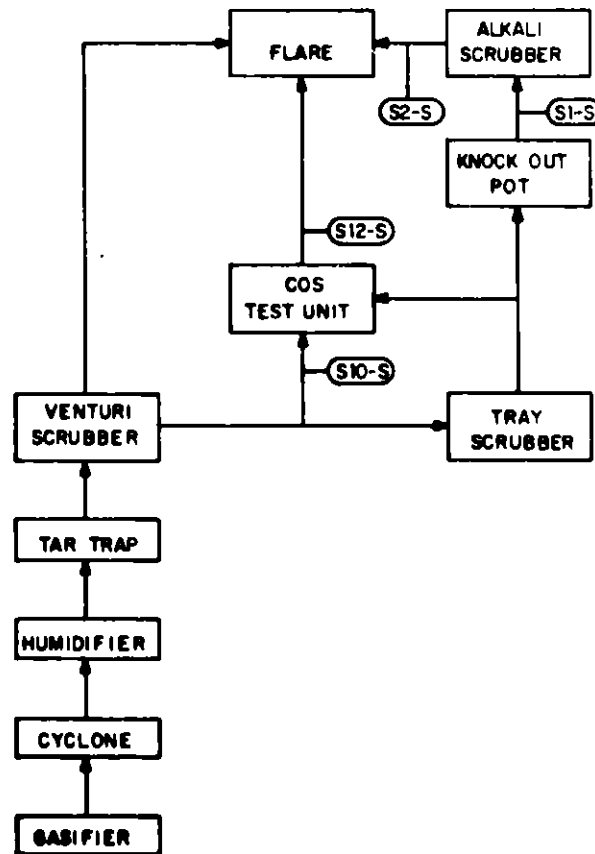 FLARE
ALKALI
SCRUBBER
S2-S
S1-S
KNOCK OUT
POT
S12-S
COS
TEST UNIT
S10-S
VENTURI
SCRUBBER
TRAY
SCRUBBER
TAR TRAP
HUMIDIFIER
CYCLONE
GASIFIER